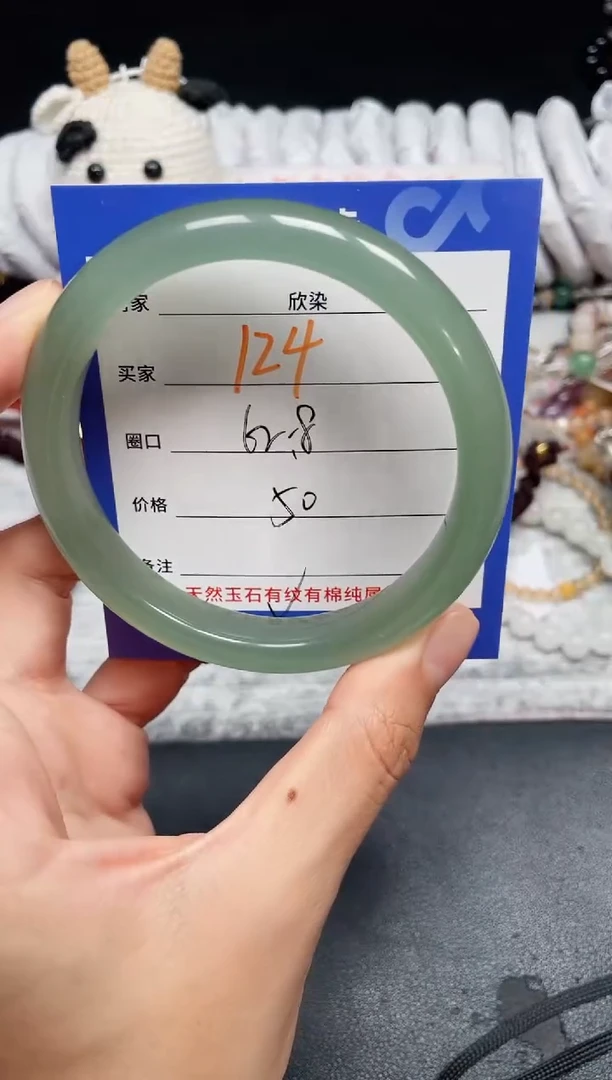 家 欣染
买家 124
圈口 62.8
价格 50
备注
天然玉石有纹有棉纯属